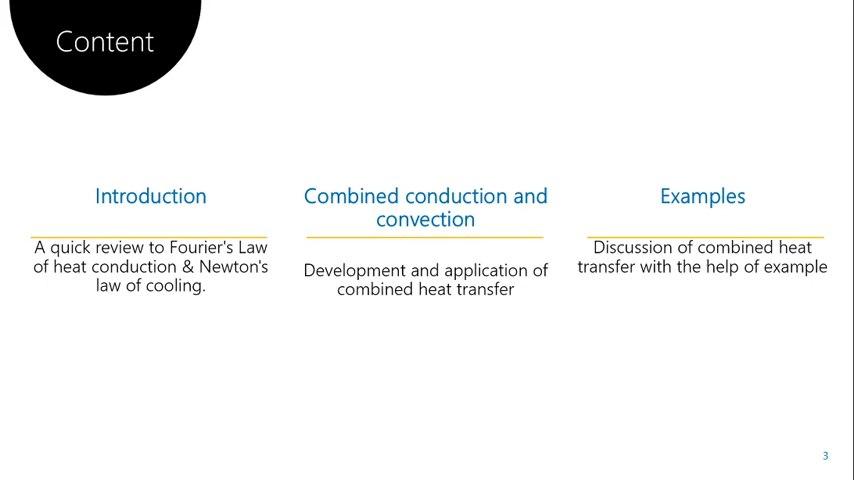 Content
Introduction
A quick review to Fourier's Law
of heat conduction & Newton's
law of cooling.
Combined conduction and
convection
Development and application of
combined heat transfer
Examples
Discussion of combined heat
transfer with the help of example
3